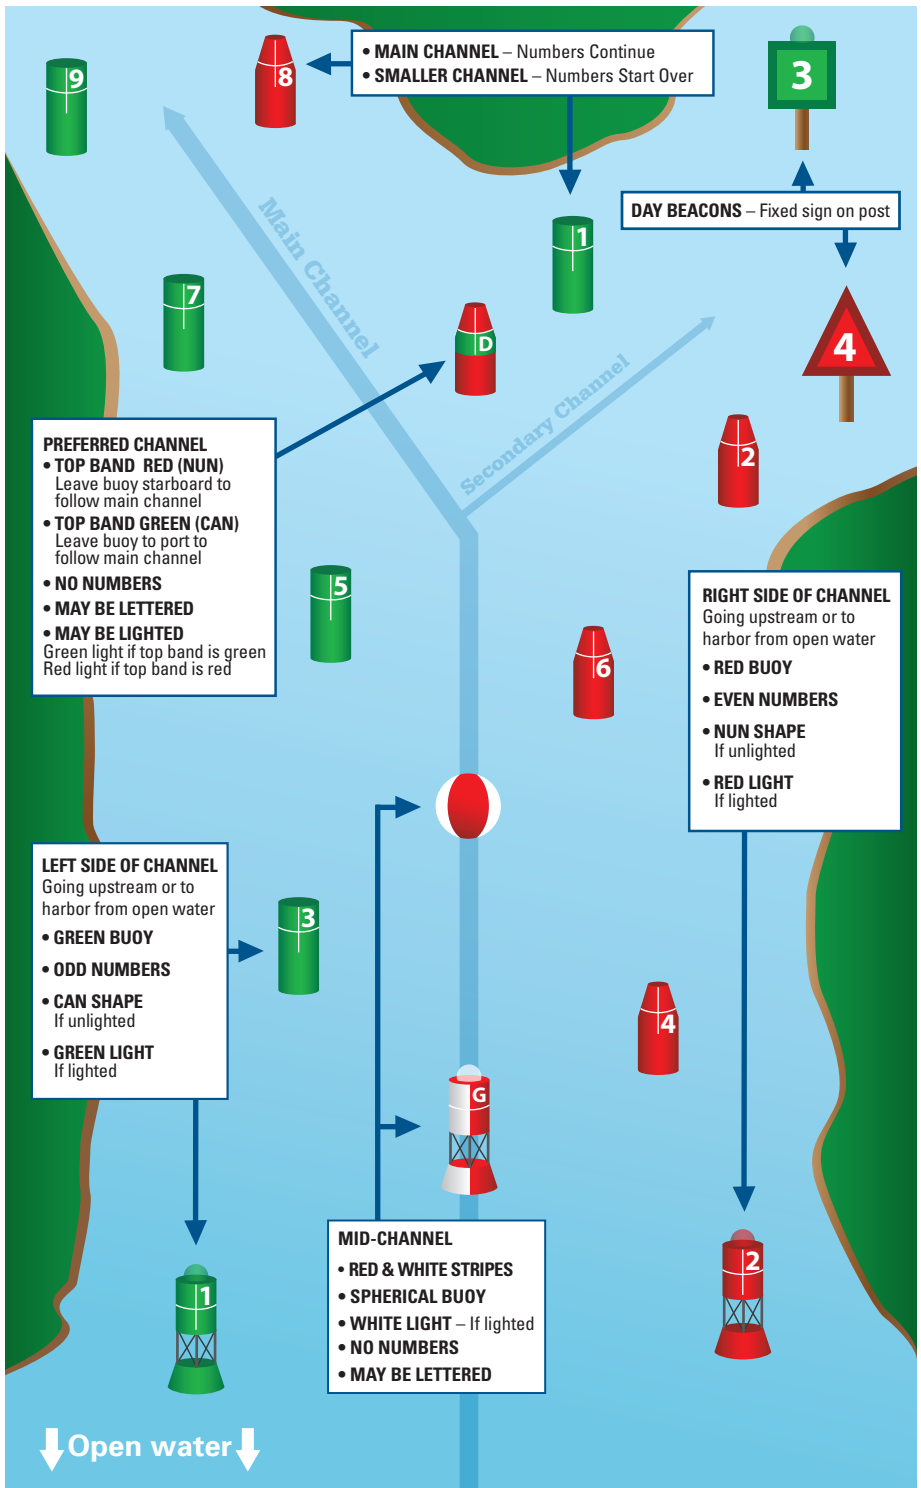 • MAIN CHANNEL – Numbers Continue
• SMALLER CHANNEL – Numbers Start Over
9
8
3
DAY BEACONS – Fixed sign on post
1
Main Channel
7
D
4
Secondary Channel
2
PREFERRED CHANNEL
• TOP BAND RED (NUN)
Leave buoy starboard to
follow main channel
• TOP BAND GREEN (CAN)
Leave buoy to port to
follow main channel
• NO NUMBERS
• MAY BE LETTERED
• MAY BE LIGHTED
Green light if top band is green
Red light if top band is red
5
6
RIGHT SIDE OF CHANNEL
Going upstream or to
harbor from open water
• RED BUOY
• EVEN NUMBERS
• NUN SHAPE
If unlighted
• RED LIGHT
If lighted
LEFT SIDE OF CHANNEL
Going upstream or to
harbor from open water
• GREEN BUOY
• ODD NUMBERS
• CAN SHAPE
If unlighted
• GREEN LIGHT
If lighted
3
4
G
MID-CHANNEL
• RED & WHITE STRIPES
• SPHERICAL BUOY
• WHITE LIGHT – If lighted
• NO NUMBERS
• MAY BE LETTERED
1
2
Open water